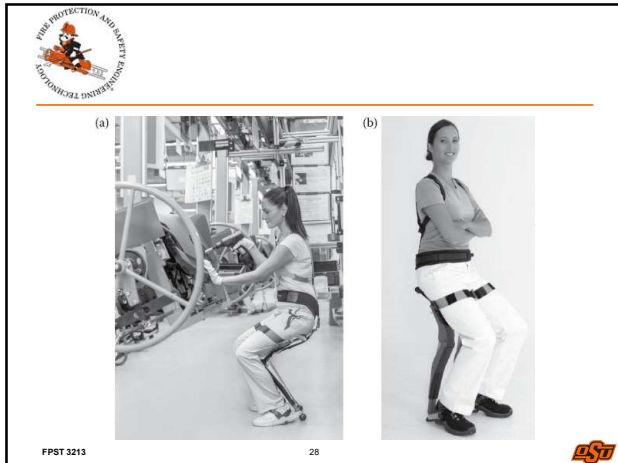 FIRE PROTECTION AND SAFETY ENGINEERING TECHNOLOGY
(a)
(b)
FPST 3213
28
OSU